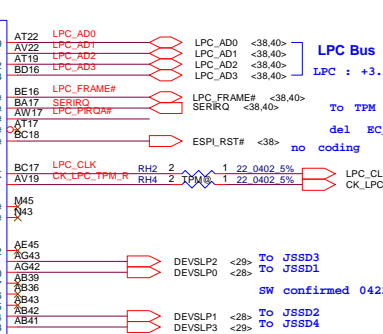 AT22 LPC_AD0 LPC_AD0 <38,40>
AV22 LPC_AD1 LPC_AD1 <38,40> LPC Bus
AT19 LPC_AD2 LPC_AD2 <38,40>
BD16 LPC_AD3 LPC_AD3 <38,40> LPC : +3.
BE16 LPC_FRAME# LPC_FRAME# <38,40>
BA17 SERIRQ SERIRQ <38,40> To TPM
AW17 LPC_PIRQA#
AT17 del EC
BC18 ESPI_RST# <38> no coding
BC17 LPC_CLK RH2 2 1 22_0402_5% LPC_CL
AV19 CK_LPC_TPM_R RH4 2 TPM@ 1 22_0402_5% CK_LPC
M45
N43
AE45
AG43 DEVSLP2 <29> To JSSD3
AG42 DEVSLP0 <28> To JSSD1
AB39
AB36 SW confirmed 042
AB43
AB42 DEVSLP1 <28> To JSSD2
AB41 DEVSLP3 <29> To JSSD4